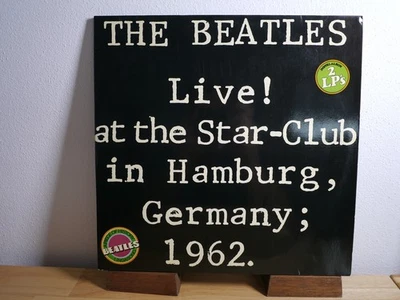 THE BEATLES
2
LPs
Live!
at the Star-Club
in Hamburg,
Germany;
1962.
BEATLES